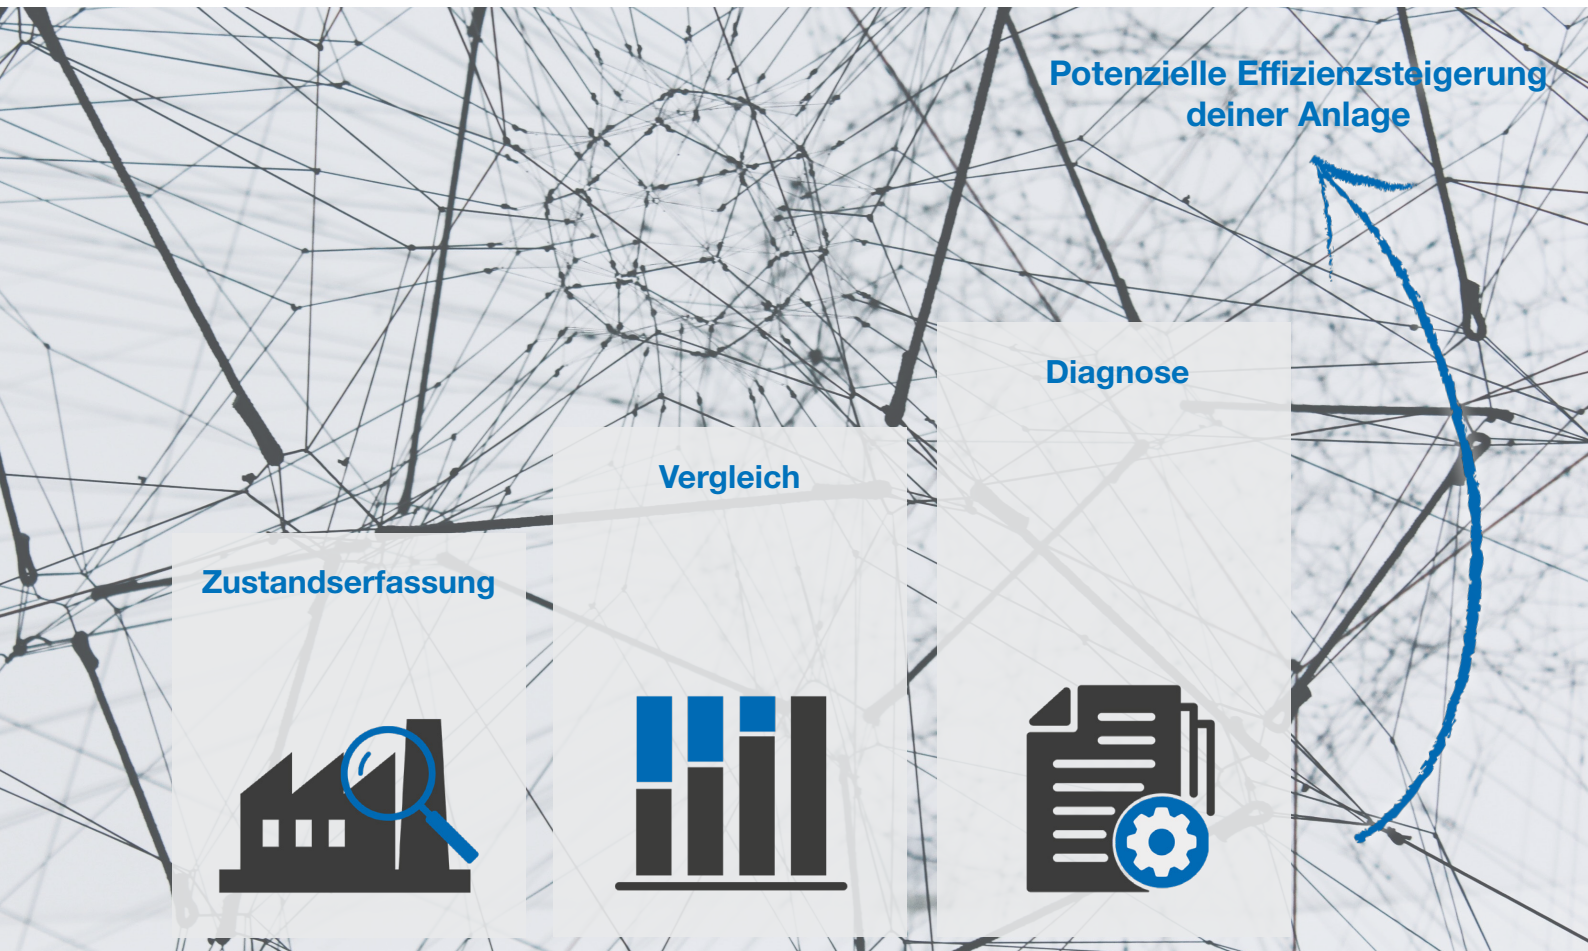 Potenzielle Effizienzsteigerung
deiner Anlage
Diagnose
Vergleich
Zustandserfassung